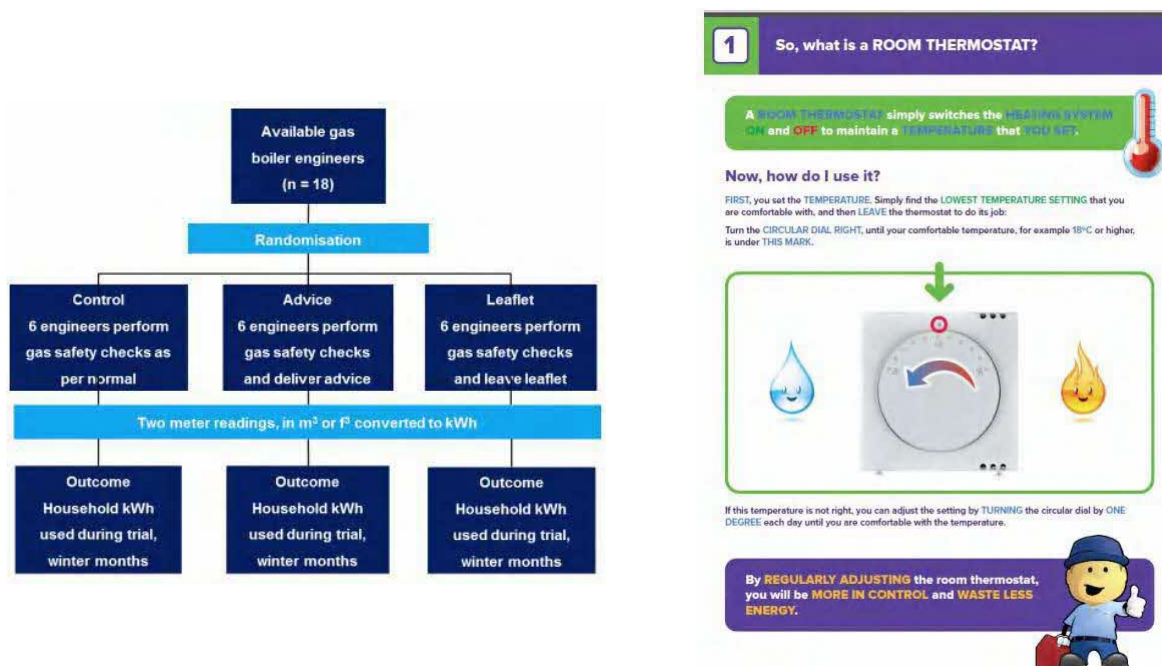 Available gas
boiler engineers
(n = 18)
Randomisation
Control
6 engineers perform
gas safety checks as
per normal
Advice
6 engineers perform
gas safety checks
and deliver advice
Leaflet
6 engineers perform
gas safety checks
and leave leaflet
Two meter readings, in m³ or f³ converted to kWh
Outcome
Household kWh
used during trial,
winter months
Outcome
Household kWh
used during trial,
winter months
Outcome
Household kWh
used during trial,
winter months
1
So, what is a ROOM THERMOSTAT?
A ROOM THERMOSTAT simply switches the HEATING SYSTEM
ON and OFF to maintain a TEMPERATURE that YOU SET.
Now, how do I use it?
FIRST, you set the TEMPERATURE. Simply find the LOWEST TEMPERATURE SETTING that you
are comfortable with, and then LEAVE the thermostat to do its job:
Turn the CIRCULAR DIAL RIGHT, until your comfortable temperature, for example 18°C or higher,
is under THIS MARK.
If this temperature is not right, you can adjust the setting by TURNING the circular dial by ONE
DEGREE each day until you are comfortable with the temperature.
By REGULARLY ADJUSTING the room thermostat,
you will be MORE IN CONTROL and WASTE LESS
ENERGY.